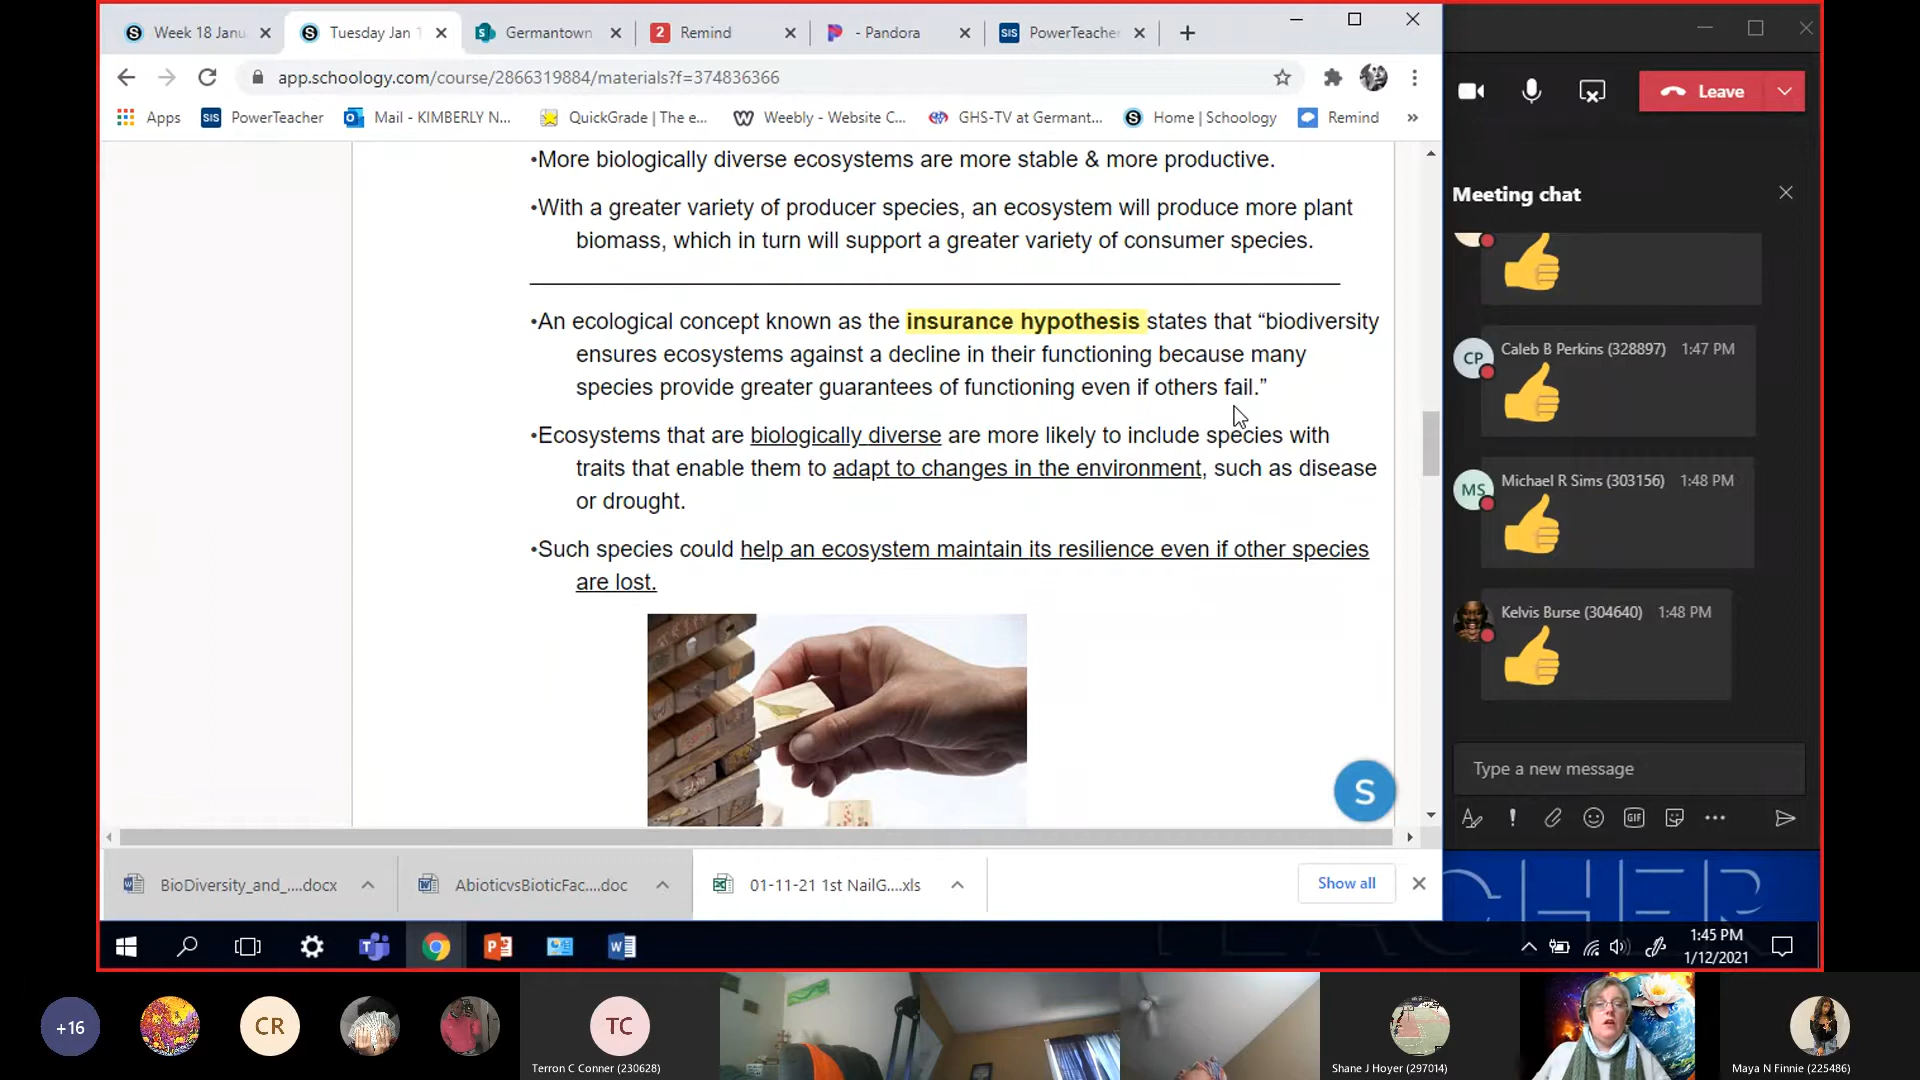 Week 18 Janu
Tuesday Jan 1
Germantown
2 Remind
- Pandora
SIS PowerTeache
app.schoology.com/course/2866319884/materials?f=374836366
Apps
SIS PowerTeacher
Mail - KIMBERLY N...
QuickGrade | The e...
Weebly - Website C...
GHS-TV at Germant...
Home | Schoology
Remind
»
•More biologically diverse ecosystems are more stable & more productive.
•With a greater variety of producer species, an ecosystem will produce more plant
biomass, which in turn will support a greater variety of consumer species.
•An ecological concept known as the insurance hypothesis states that “biodiversity
ensures ecosystems against a decline in their functioning because many
species provide greater guarantees of functioning even if others fail.”
•Ecosystems that are biologically diverse are more likely to include species with
traits that enable them to adapt to changes in the environment, such as disease
or drought.
•Such species could help an ecosystem maintain its resilience even if other species
are lost.
S
BioDiversity_and_....docx
AbioticvsBioticFac....doc
01-11-21 1st NailG....xls
Show all
1:45 PM
1/12/2021
Leave
Meeting chat
CP
Caleb B Perkins (328897) 1:47 PM
MS
Michael R Sims (303156) 1:48 PM
Kelvis Burse (304640) 1:48 PM
Type a new message
GIF
TEACHER
+16
CR
TC
Terron C Conner (230628)
Shane J Hoyer (297014)
Maya N Finnie (225486)